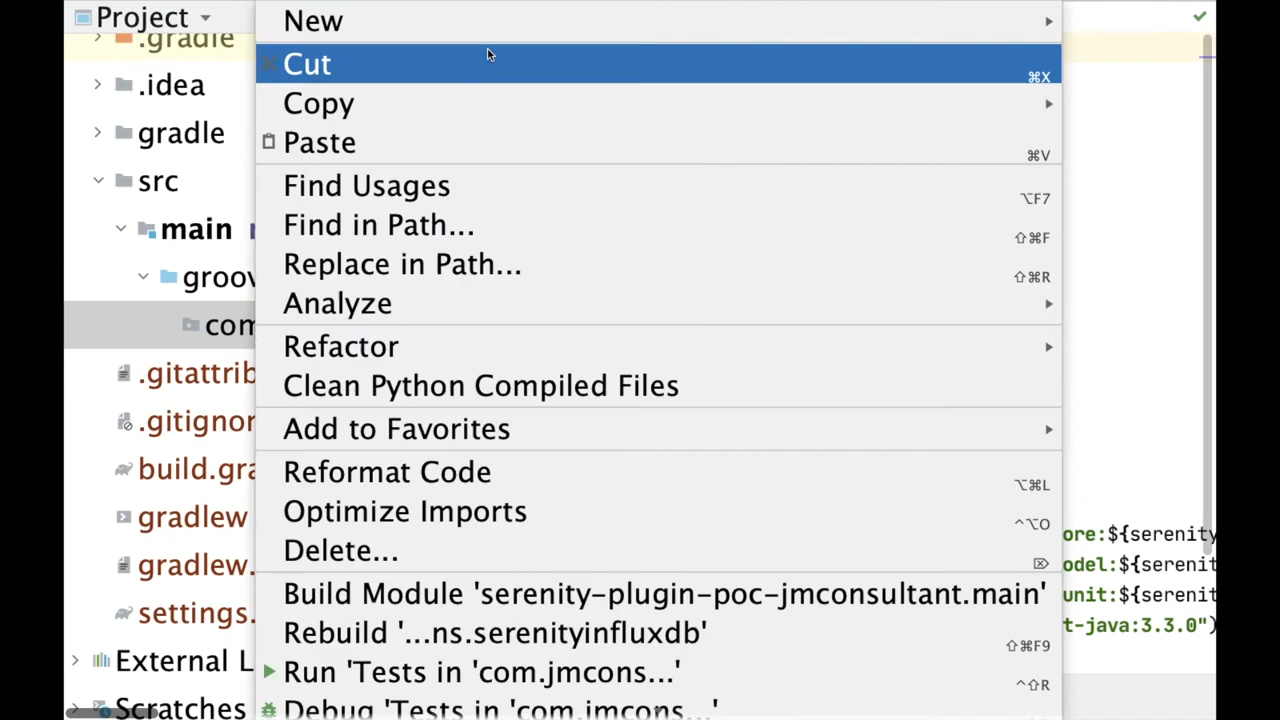 Project
.gradle
.idea
gradle
src
main
groov
com
.gitattrib
.gitignor
build.gra
gradlew
gradlew.
settings.
External L
Scratches
New
Cut ⌘X
Copy
Paste ⌘V
Find Usages ⌥F7
Find in Path... ⇧⌘F
Replace in Path... ⇧⌘R
Analyze
Refactor
Clean Python Compiled Files
Add to Favorites
Reformat Code ⌥⌘L
Optimize Imports ^⌥O
Delete... ⌦
Build Module 'serenity-plugin-poc-jmconsultant.main'
Rebuild '...ns.serenityinfluxdb' ⇧⌘F9
Run 'Tests in 'com.jmcons...' ^⇧R
Debug 'Tests in 'com.jmcons...'
ore:${serenity
odel:${serenit
unit:${serenit
t-java:3.3.0")